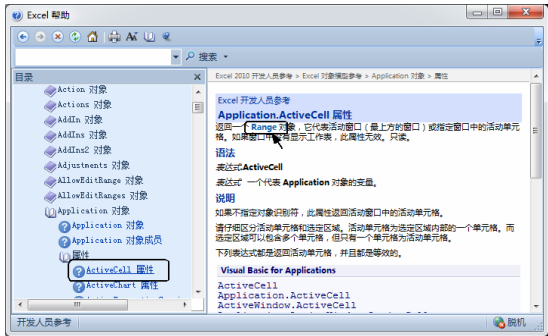 Excel 帮助
搜索
目录
Action 对象
Actions 对象
AddIn 对象
AddIns 对象
AddIns2 对象
Adjustments 对象
AllowEditRange 对象
AllowEditRanges 对象
Application 对象
Application 对象
Application 对象成员
属性
ActiveCell 属性
ActiveChart 属性
Excel 2010 开发人员参考 > Excel 对象模型参考 > Application 对象 > 属性
Excel 开发人员参考
Application.ActiveCell 属性
返回一个 Range 对象，它代表活动窗口（最上方的窗口）或指定窗口中的活动单元
格。如果窗口中没有显示工作表，此属性无效。只读。
语法
表达式.ActiveCell
表达式 一个代表 Application 对象的变量。
说明
如果不指定对象识别符，此属性返回活动窗口中的活动单元格。
请仔细区分活动单元格和选定区域。活动单元格为选定区域内部的一个单元格。而
选定区域可以包含多个单元格，但只有一个单元格为活动单元格。
下列表达式都是返回活动单元格，并且都是等效的。
Visual Basic for Applications
ActiveCell
Application.ActiveCell
ActiveWindow.ActiveCell
开发人员参考
脱机